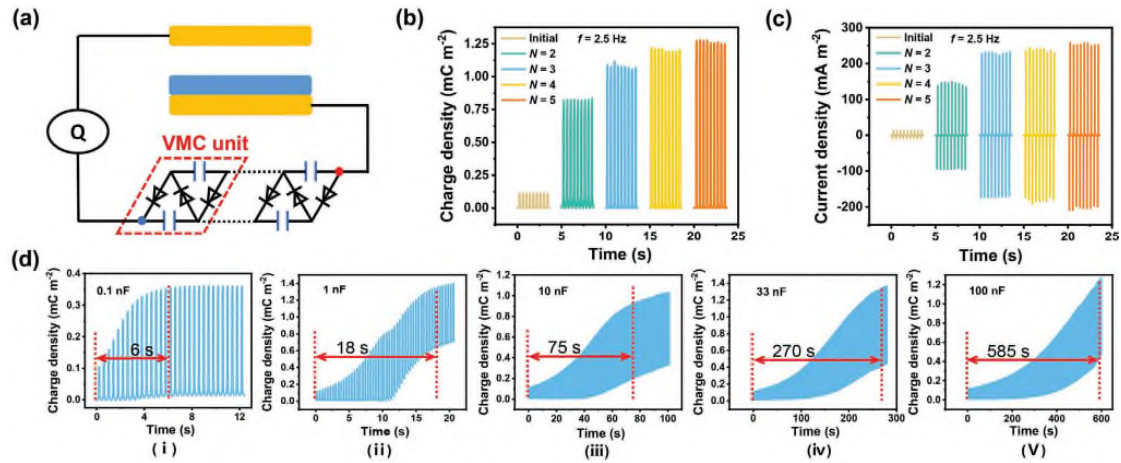 (a)
Q
VMC unit
(b)
Charge density (mC m⁻²)
1.25
1.00
0.75
0.50
0.25
0.00
Initial
f = 2.5 Hz
N = 2
N = 3
N = 4
N = 5
0 5 10 15 20 25
Time (s)
(c)
Current density (mA m⁻²)
300
200
100
0
-100
-200
Initial
f = 2.5 Hz
N = 2
N = 3
N = 4
N = 5
0 5 10 15 20 25
Time (s)
(d)
Charge density (mC m⁻²)
0.4
0.3
0.2
0.1
0.0
0.1 nF
6 s
0 4 8 12
Time (s)
(i)
Charge density (mC m⁻²)
1.4
1.2
1.0
0.8
0.6
0.4
0.2
0.0
1 nF
18 s
0 5 10 15 20
Time (s)
(ii)
Charge density (mC m⁻²)
1.2
1.0
0.8
0.6
0.4
0.2
0.0
10 nF
75 s
0 20 40 60 80 100
Time (s)
(iii)
Charge density (mC m⁻²)
1.4
1.2
1.0
0.8
0.6
0.4
0.2
0.0
33 nF
270 s
0 100 200 300
Time (s)
(iv)
Charge density (mC m⁻²)
1.2
1.0
0.8
0.6
0.4
0.2
0.0
100 nF
585 s
0 200 400 600
Time (s)
(V)